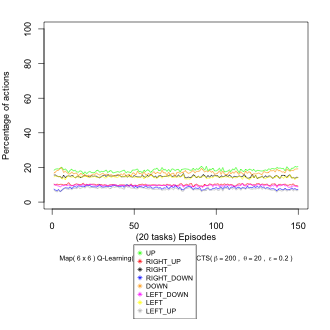 100
80
60
40
20
0
Percentage of actions
0 50 100 150
(20 tasks) Episodes
Map( 6 x 6 ) Q-Learning( CTS( β = 200 , θ = 20 , ε = 0.2 )
UP
RIGHT_UP
RIGHT
RIGHT_DOWN
DOWN
LEFT_DOWN
LEFT
LEFT_UP